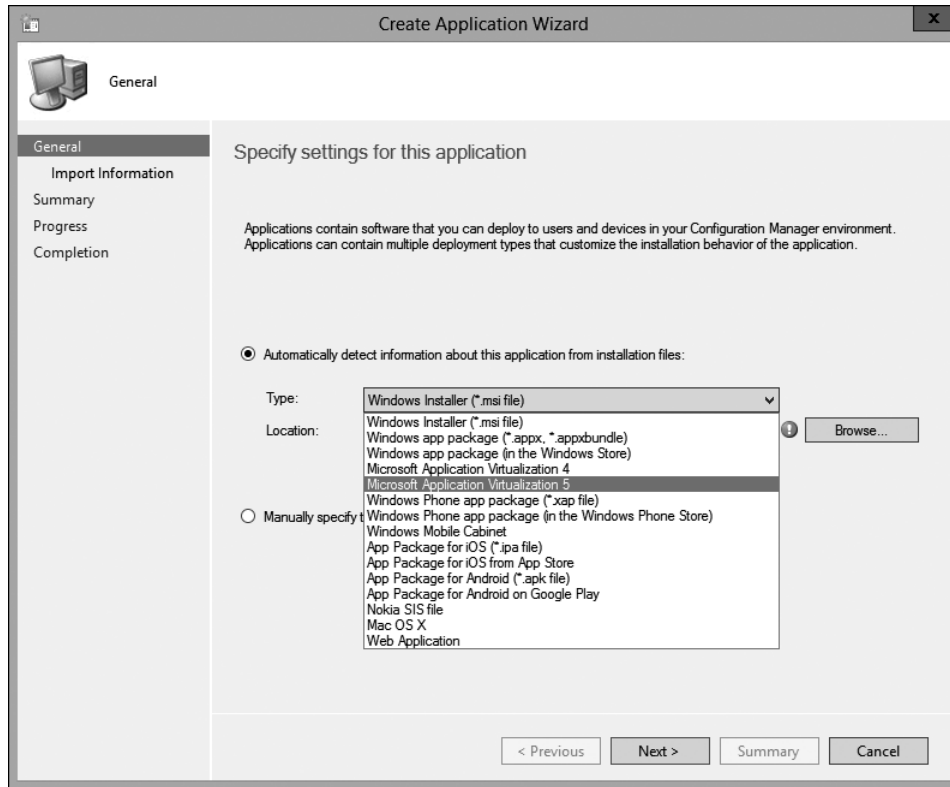 Create Application Wizard
x
General
General
Import Information
Summary
Progress
Completion
Specify settings for this application
Applications contain software that you can deploy to users and devices in your Configuration Manager environment.
Applications can contain multiple deployment types that customize the installation behavior of the application.
Automatically detect information about this application from installation files:
Type:
Windows Installer (*.msi file)
Location:
Browse...
Windows Installer (*.msi file)
Windows app package (*.appx, *.appxbundle)
Windows app package (in the Windows Store)
Microsoft Application Virtualization 4
Microsoft Application Virtualization 5
Windows Phone app package (*.xap file)
Manually specify t
Windows Phone app package (in the Windows Phone Store)
Windows Mobile Cabinet
App Package for iOS (*.ipa file)
App Package for iOS from App Store
App Package for Android (*.apk file)
App Package for Android on Google Play
Nokia SIS file
Mac OS X
Web Application
< Previous
Next >
Summary
Cancel